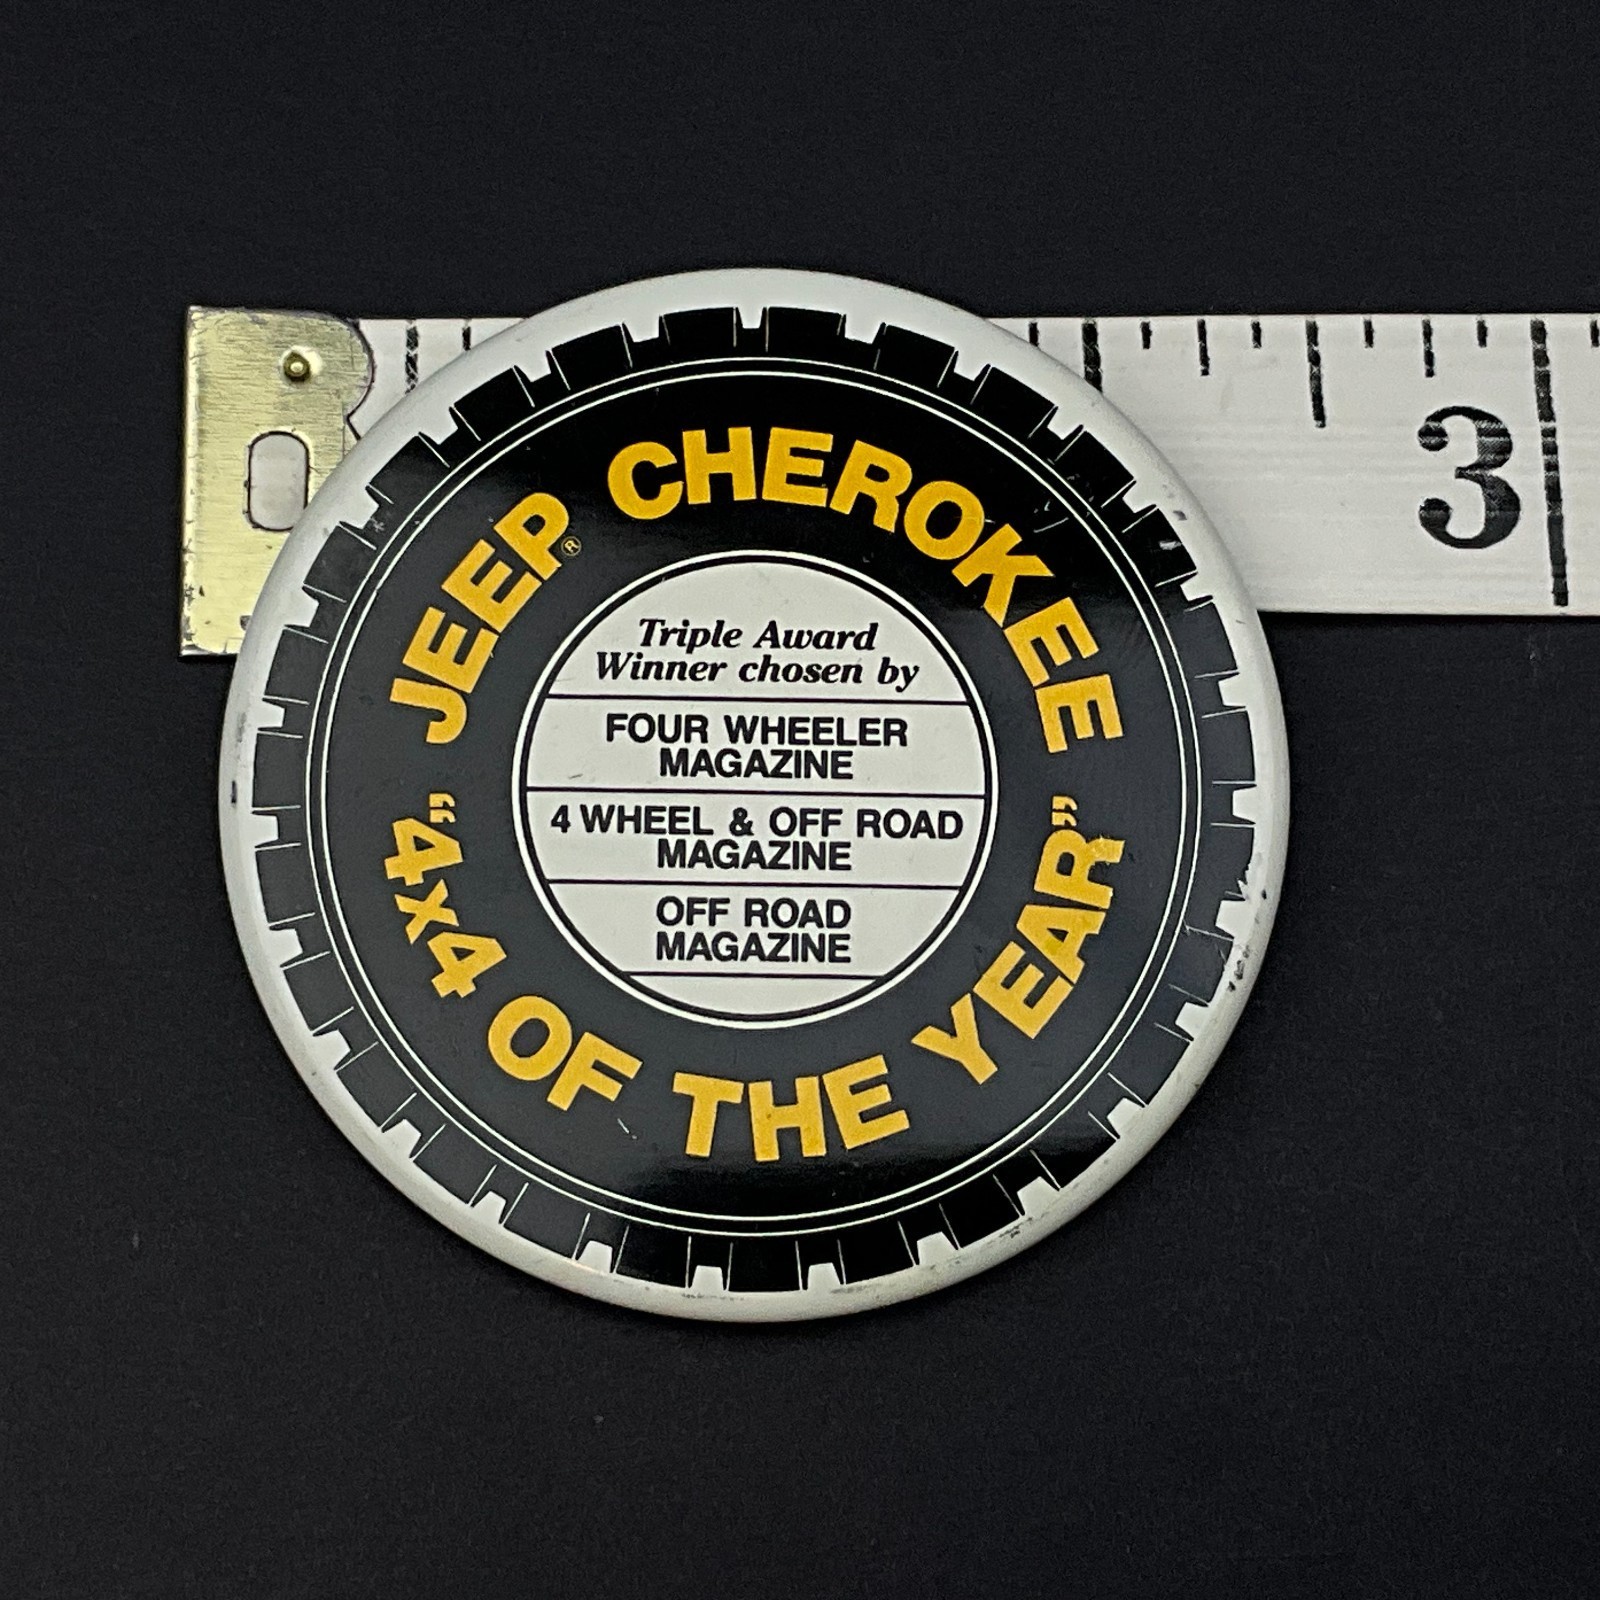 JEEP® CHEROKEE
"4x4 OF THE YEAR"
Triple Award
Winner chosen by
FOUR WHEELER
MAGAZINE
4 WHEEL & OFF ROAD
MAGAZINE
OFF ROAD
MAGAZINE
3